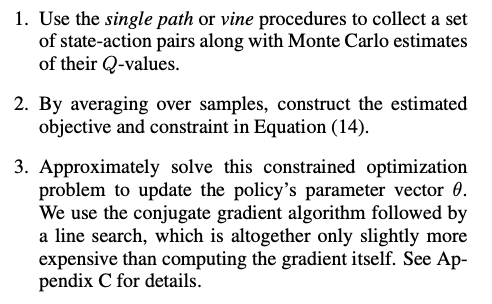 1. Use the single path or vine procedures to collect a set
of state-action pairs along with Monte Carlo estimates
of their Q-values.
2. By averaging over samples, construct the estimated
objective and constraint in Equation (14).
3. Approximately solve this constrained optimization
problem to update the policy's parameter vector θ.
We use the conjugate gradient algorithm followed by
a line search, which is altogether only slightly more
expensive than computing the gradient itself. See Ap-
pendix C for details.